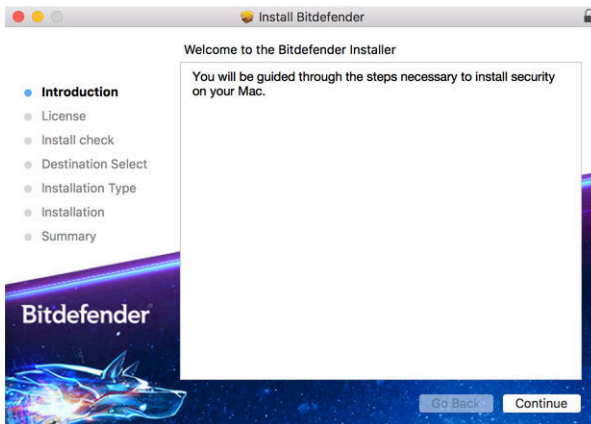 Install Bitdefender
Welcome to the Bitdefender Installer
You will be guided through the steps necessary to install security
on your Mac.
Introduction
License
Install check
Destination Select
Installation Type
Installation
Summary
Bitdefender
Go Back
Continue